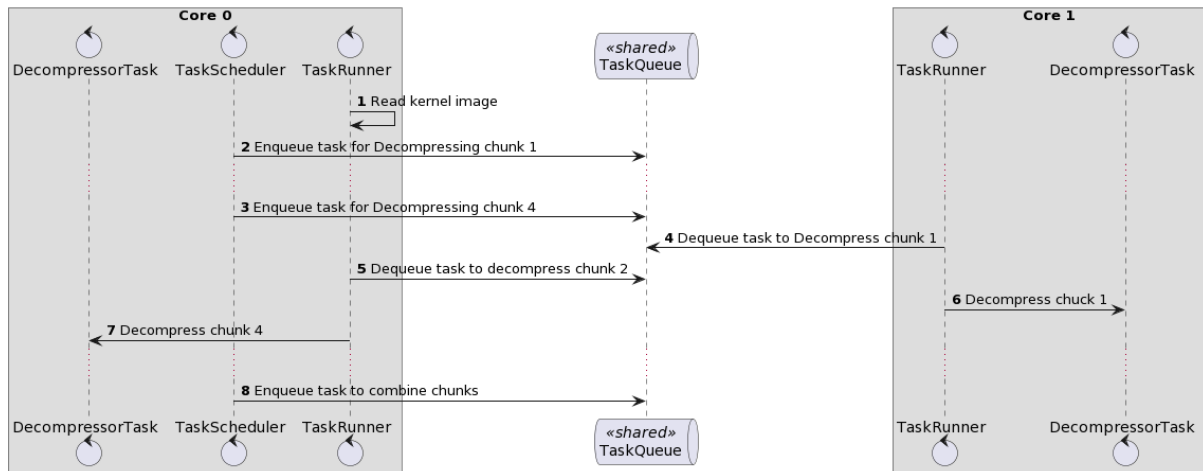 Core 0
Core 1
DecompressorTask
TaskScheduler
TaskRunner
«shared»
TaskQueue
TaskRunner
DecompressorTask
1 Read kernel image
2 Enqueue task for Decompressing chunk 1
3 Enqueue task for Decompressing chunk 4
4 Dequeue task to Decompress chunk 1
5 Dequeue task to decompress chunk 2
6 Decompress chuck 1
7 Decompress chunk 4
8 Enqueue task to combine chunks
DecompressorTask
TaskScheduler
TaskRunner
«shared»
TaskQueue
TaskRunner
DecompressorTask